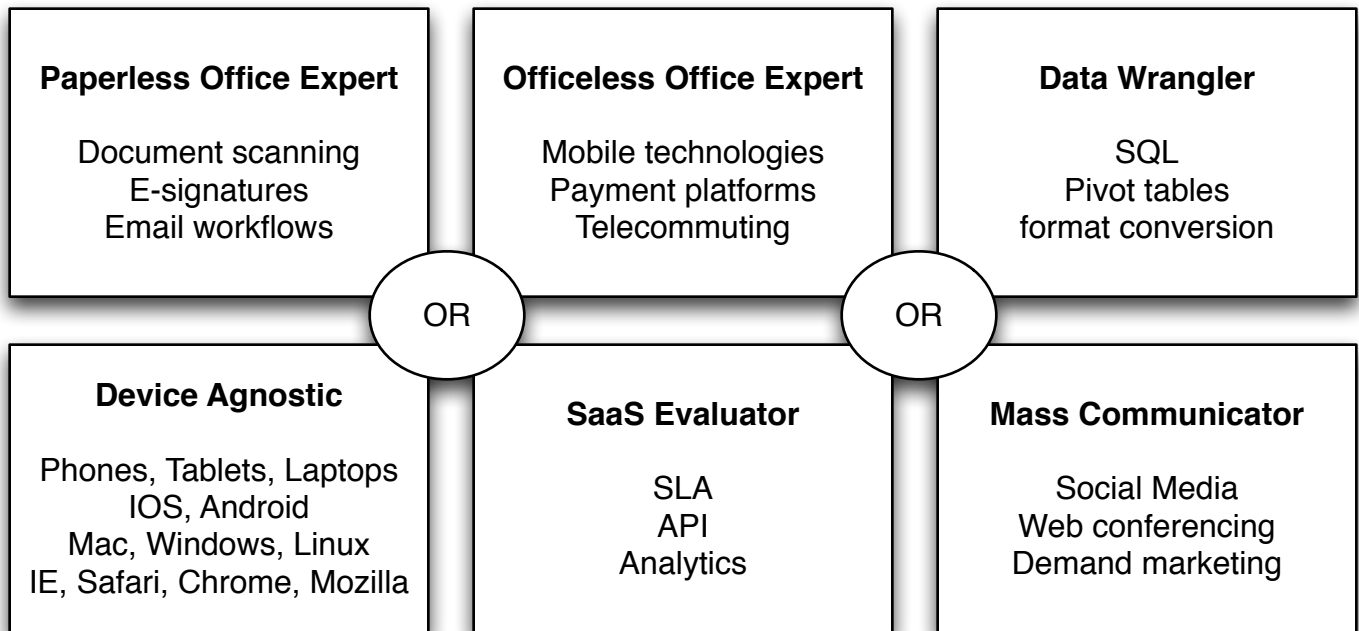 Paperless Office Expert
Document scanning
E-signatures
Email workflows
Officeless Office Expert
Mobile technologies
Payment platforms
Telecommuting
Data Wrangler
SQL
Pivot tables
format conversion
OR
OR
Device Agnostic
Phones, Tablets, Laptops
IOS, Android
Mac, Windows, Linux
IE, Safari, Chrome, Mozilla
SaaS Evaluator
SLA
API
Analytics
Mass Communicator
Social Media
Web conferencing
Demand marketing